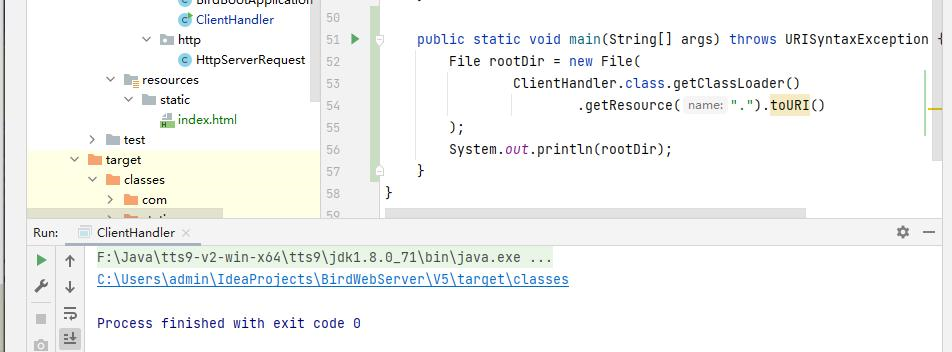 BirdBootApplication
ClientHandler
http
HttpServerRequest
resources
static
index.html
test
target
classes
com
50
51 public static void main(String[] args) throws URISyntaxException {
52 File rootDir = new File(
53 ClientHandler.class.getClassLoader()
54 .getResource( name: ".").toURI()
55 );
56 System.out.println(rootDir);
57 }
58 }
59
Run: ClientHandler ×
F:\Java\tts9-v2-win-x64\tts9\jdk1.8.0_71\bin\java.exe ...
C:\Users\admin\IdeaProjects\BirdWebServer\V5\target\classes
Process finished with exit code 0